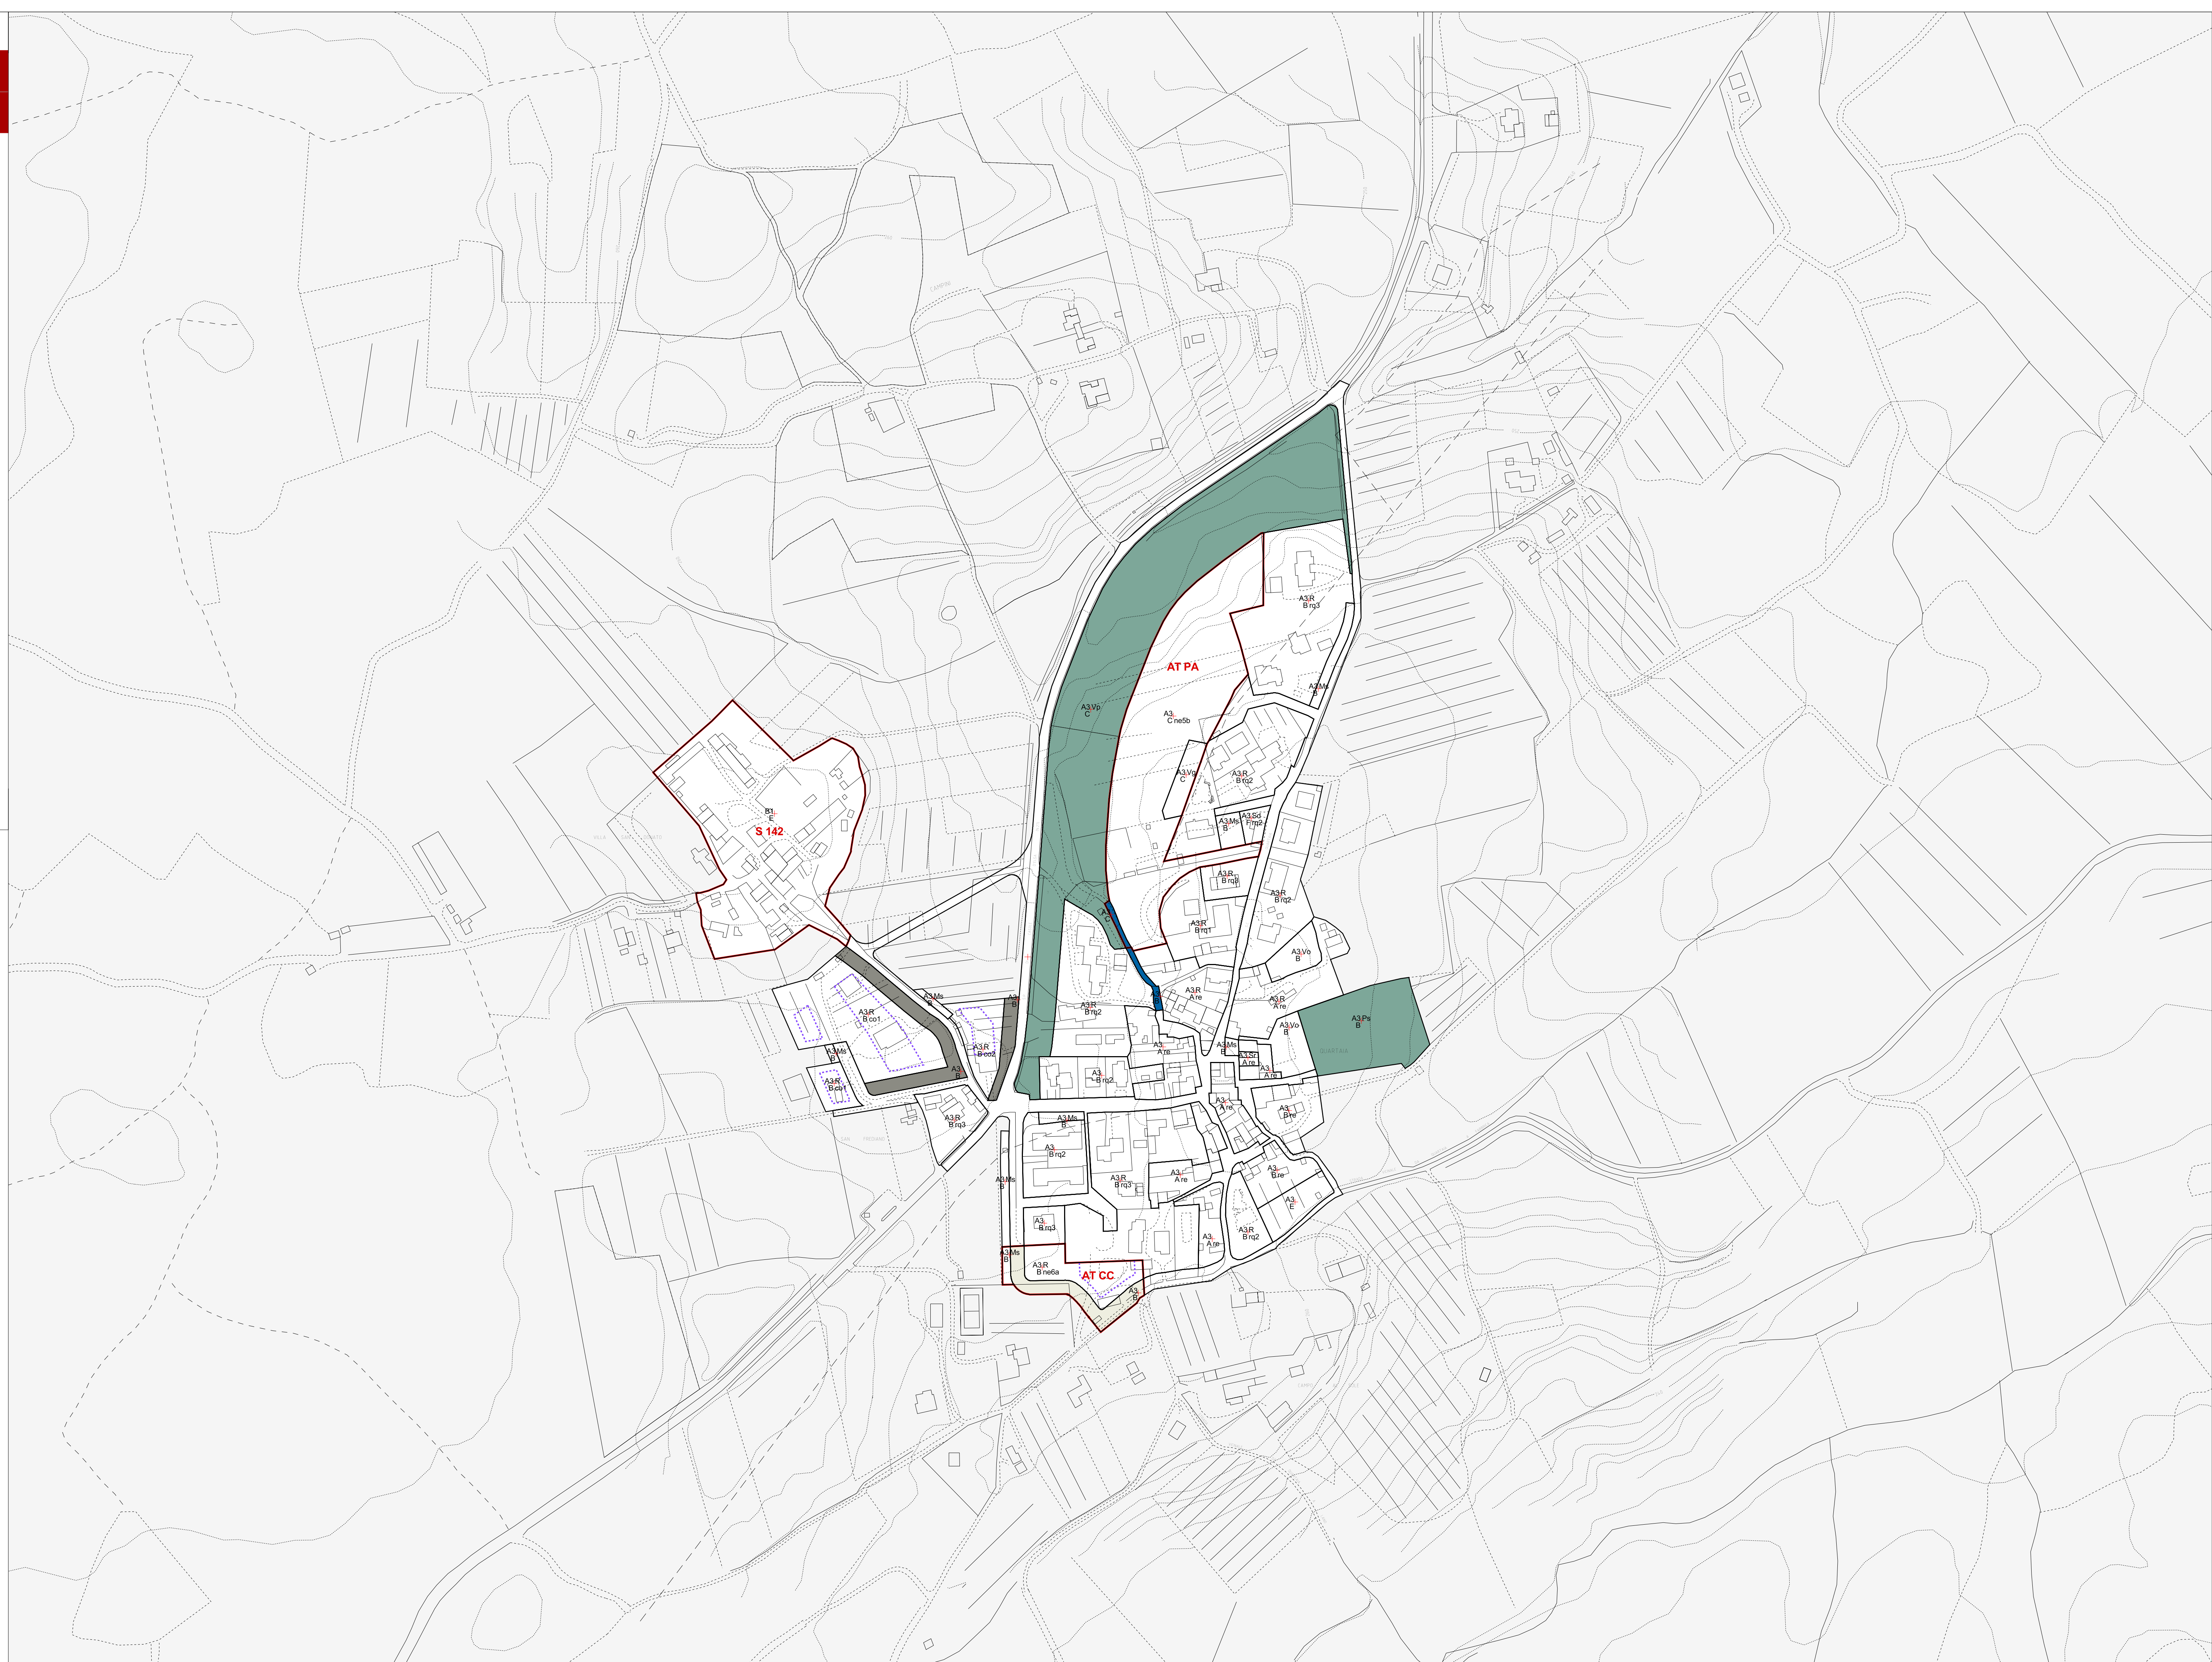 CAMPINI
AT PA
A3.R
B rq3
A3.Ms
B
A3.Vp
C
A3.
C ne5b
A3.Vp
C
A3.R
B rq2
B1.
E
S 142
A3.Ms
B
A3.Sd
F rq2
A3.R
B rq3
A3.R
B rq2
A3.R
B rq1
C
A3.Vo
B
A3.Ms
B
A3.R
A re
A3.R
A re
A3.R
B rq2
A3.R
B co1
A3.Ps
B
QUARTAIA
A3.Vo
B
A3.R
B co2
A3.
A re
A3.Ms
B
A3.Ms
B
A3.
B
A3.
A re
A3.R
B co1
A3.
B rq2
A3.
A re
A3.
B re
A3.R
B rq3
A3.Ms
B
A3.
B rq2
A3.Ms
B
A3.R
B rq3
A3.
A re
A3.
B re
A3.
E
A3.
B rq3
A3.
A re
A3.R
B rq2
A3.Ms
B
A3.R
B ne6a
AT CC
A3.
B